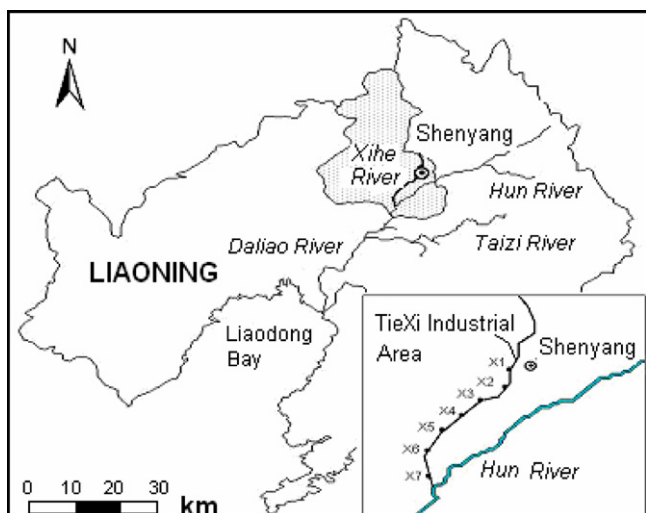 N
Shenyang
Xihe
River
Hun River
Daliao River
Taizi River
LIAONING
Liaodong
Bay
TieXi Industrial
Area
Shenyang
X1
X2
X3
X4
X5
X6
X7
Hun River
0 10 20 30
km